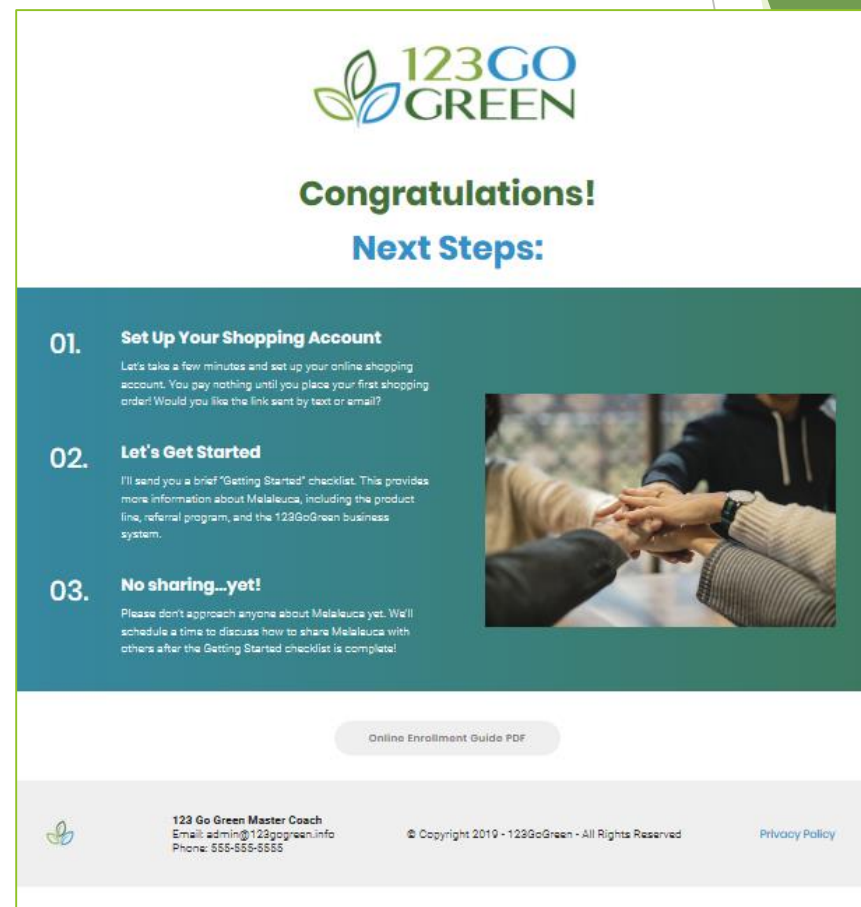 123GO
GREEN
Congratulations!
Next Steps:
01.
Set Up Your Shopping Account
Let's take a few minutes and set up your online shopping
account. You pay nothing until you place your first shopping
order! Would you like the link sent by text or email?
02.
Let's Get Started
I'll send you a brief "Getting Started" checklist. This provides
more information about Melaleuca, including the product
line, referral program, and the 123GoGreen business
system.
03.
No sharing...yet!
Please don't approach anyone about Melaleuca yet. We'll
schedule a time to discuss how to share Melaleuca with
others after the Getting Started checklist is complete!
Online Enrollment Guide PDF
123 Go Green Master Coach
Email: admin@123gogreen.info
Phone: 555-555-5555
© Copyright 2019 - 123GoGreen - All Rights Reserved
Privacy Policy